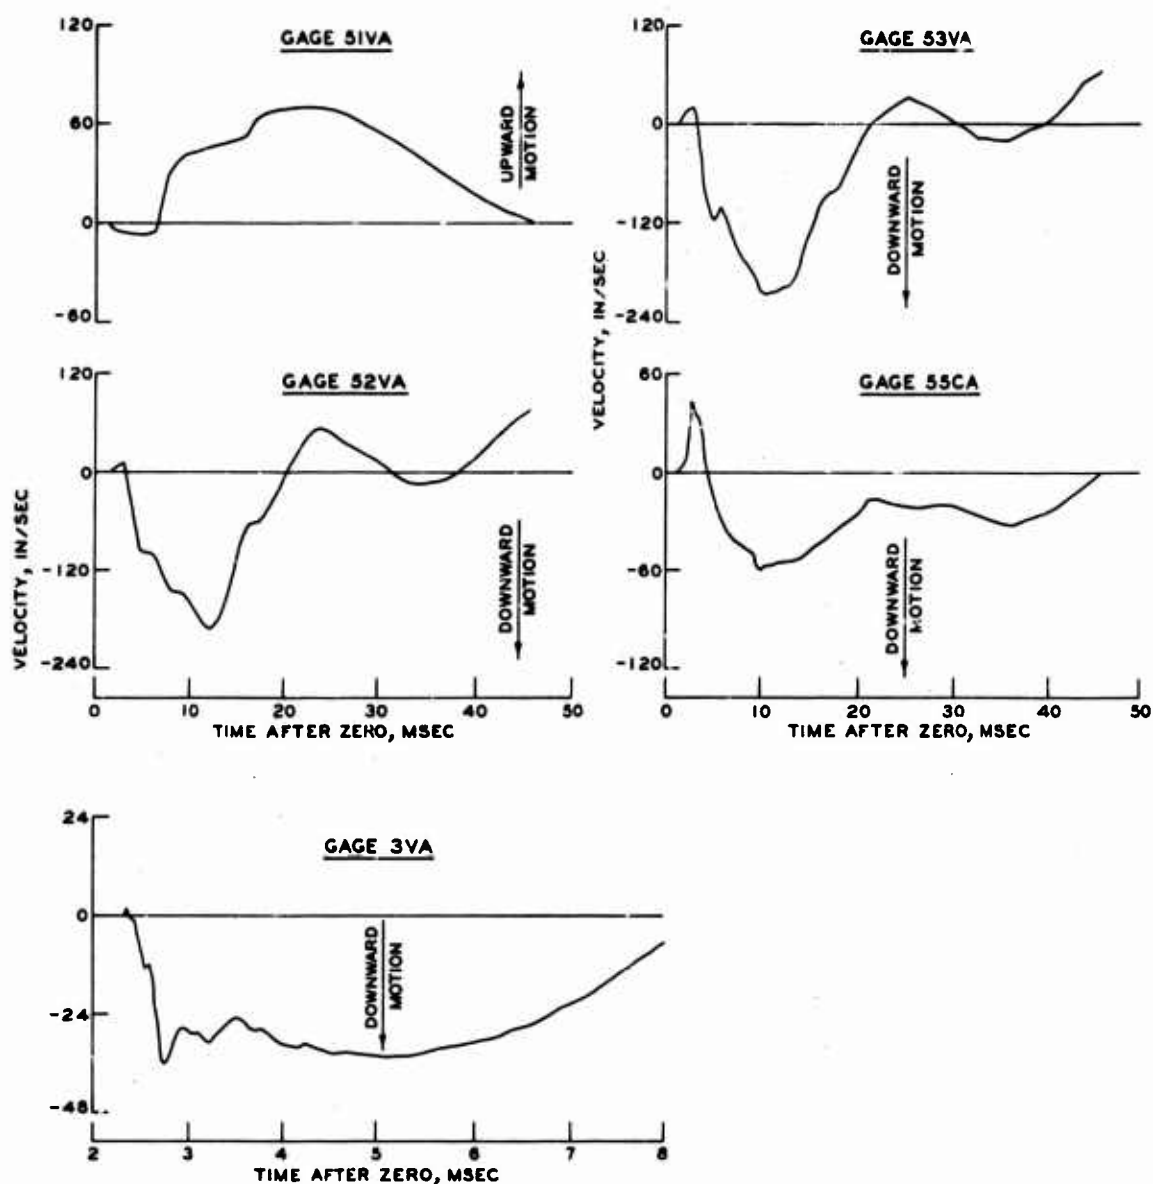 GAGE 51VA
120
60
0
-60
UPWARD
MOTION
GAGE 52VA
120
0
-120
-240
DOWNWARD
MOTION
VELOCITY, IN/SEC
0 10 20 30 40 50
TIME AFTER ZERO, MSEC
GAGE 53VA
120
0
-120
-240
DOWNWARD
MOTION
VELOCITY, IN/SEC
GAGE 55CA
60
0
-60
-120
DOWNWARD
MOTION
0 10 20 30 40 50
TIME AFTER ZERO, MSEC
GAGE 3VA
24
0
-24
-48
DOWNWARD
MOTION
2 3 4 5 6 7 8
TIME AFTER ZERO, MSEC